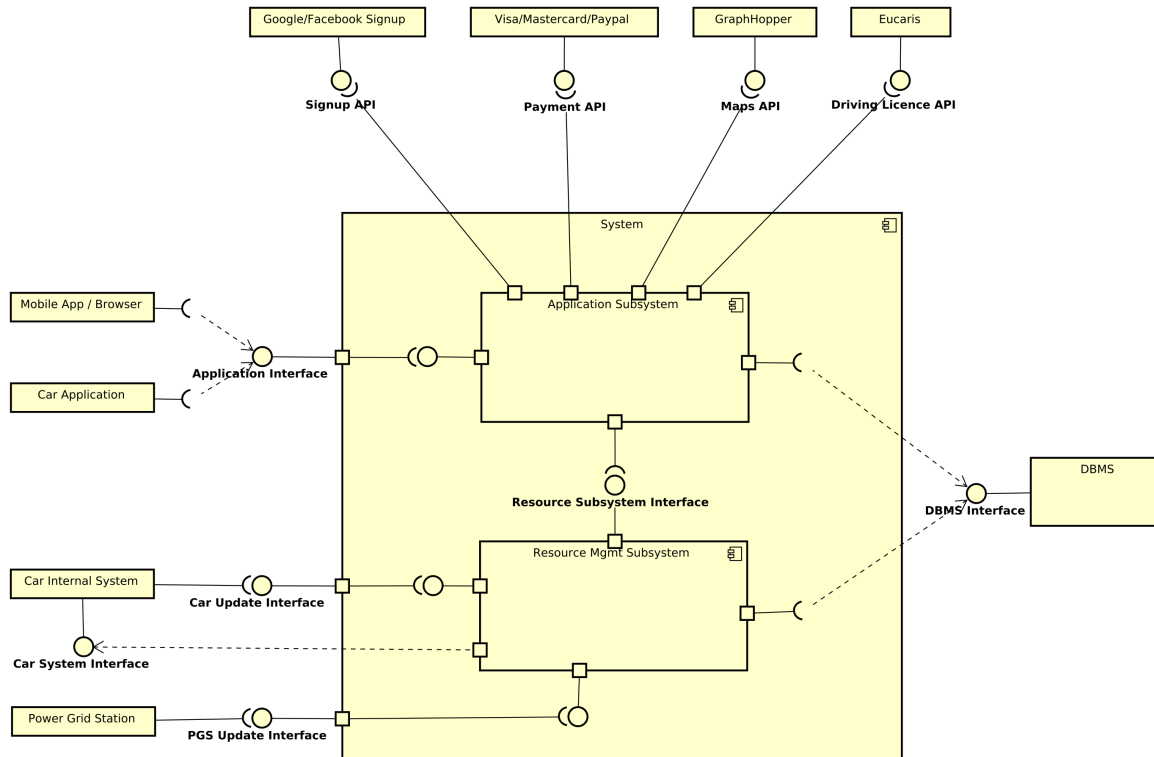 Google/Facebook Signup
Visa/Mastercard/Paypal
GraphHopper
Eucaris
Signup API
Payment API
Maps API
Driving Licence API
System
Mobile App / Browser
Application Subsystem
Application Interface
Car Application
DBMS
Resource Subsystem Interface
DBMS Interface
Resource Mgmt Subsystem
Car Internal System
Car Update Interface
Car System Interface
Power Grid Station
PGS Update Interface